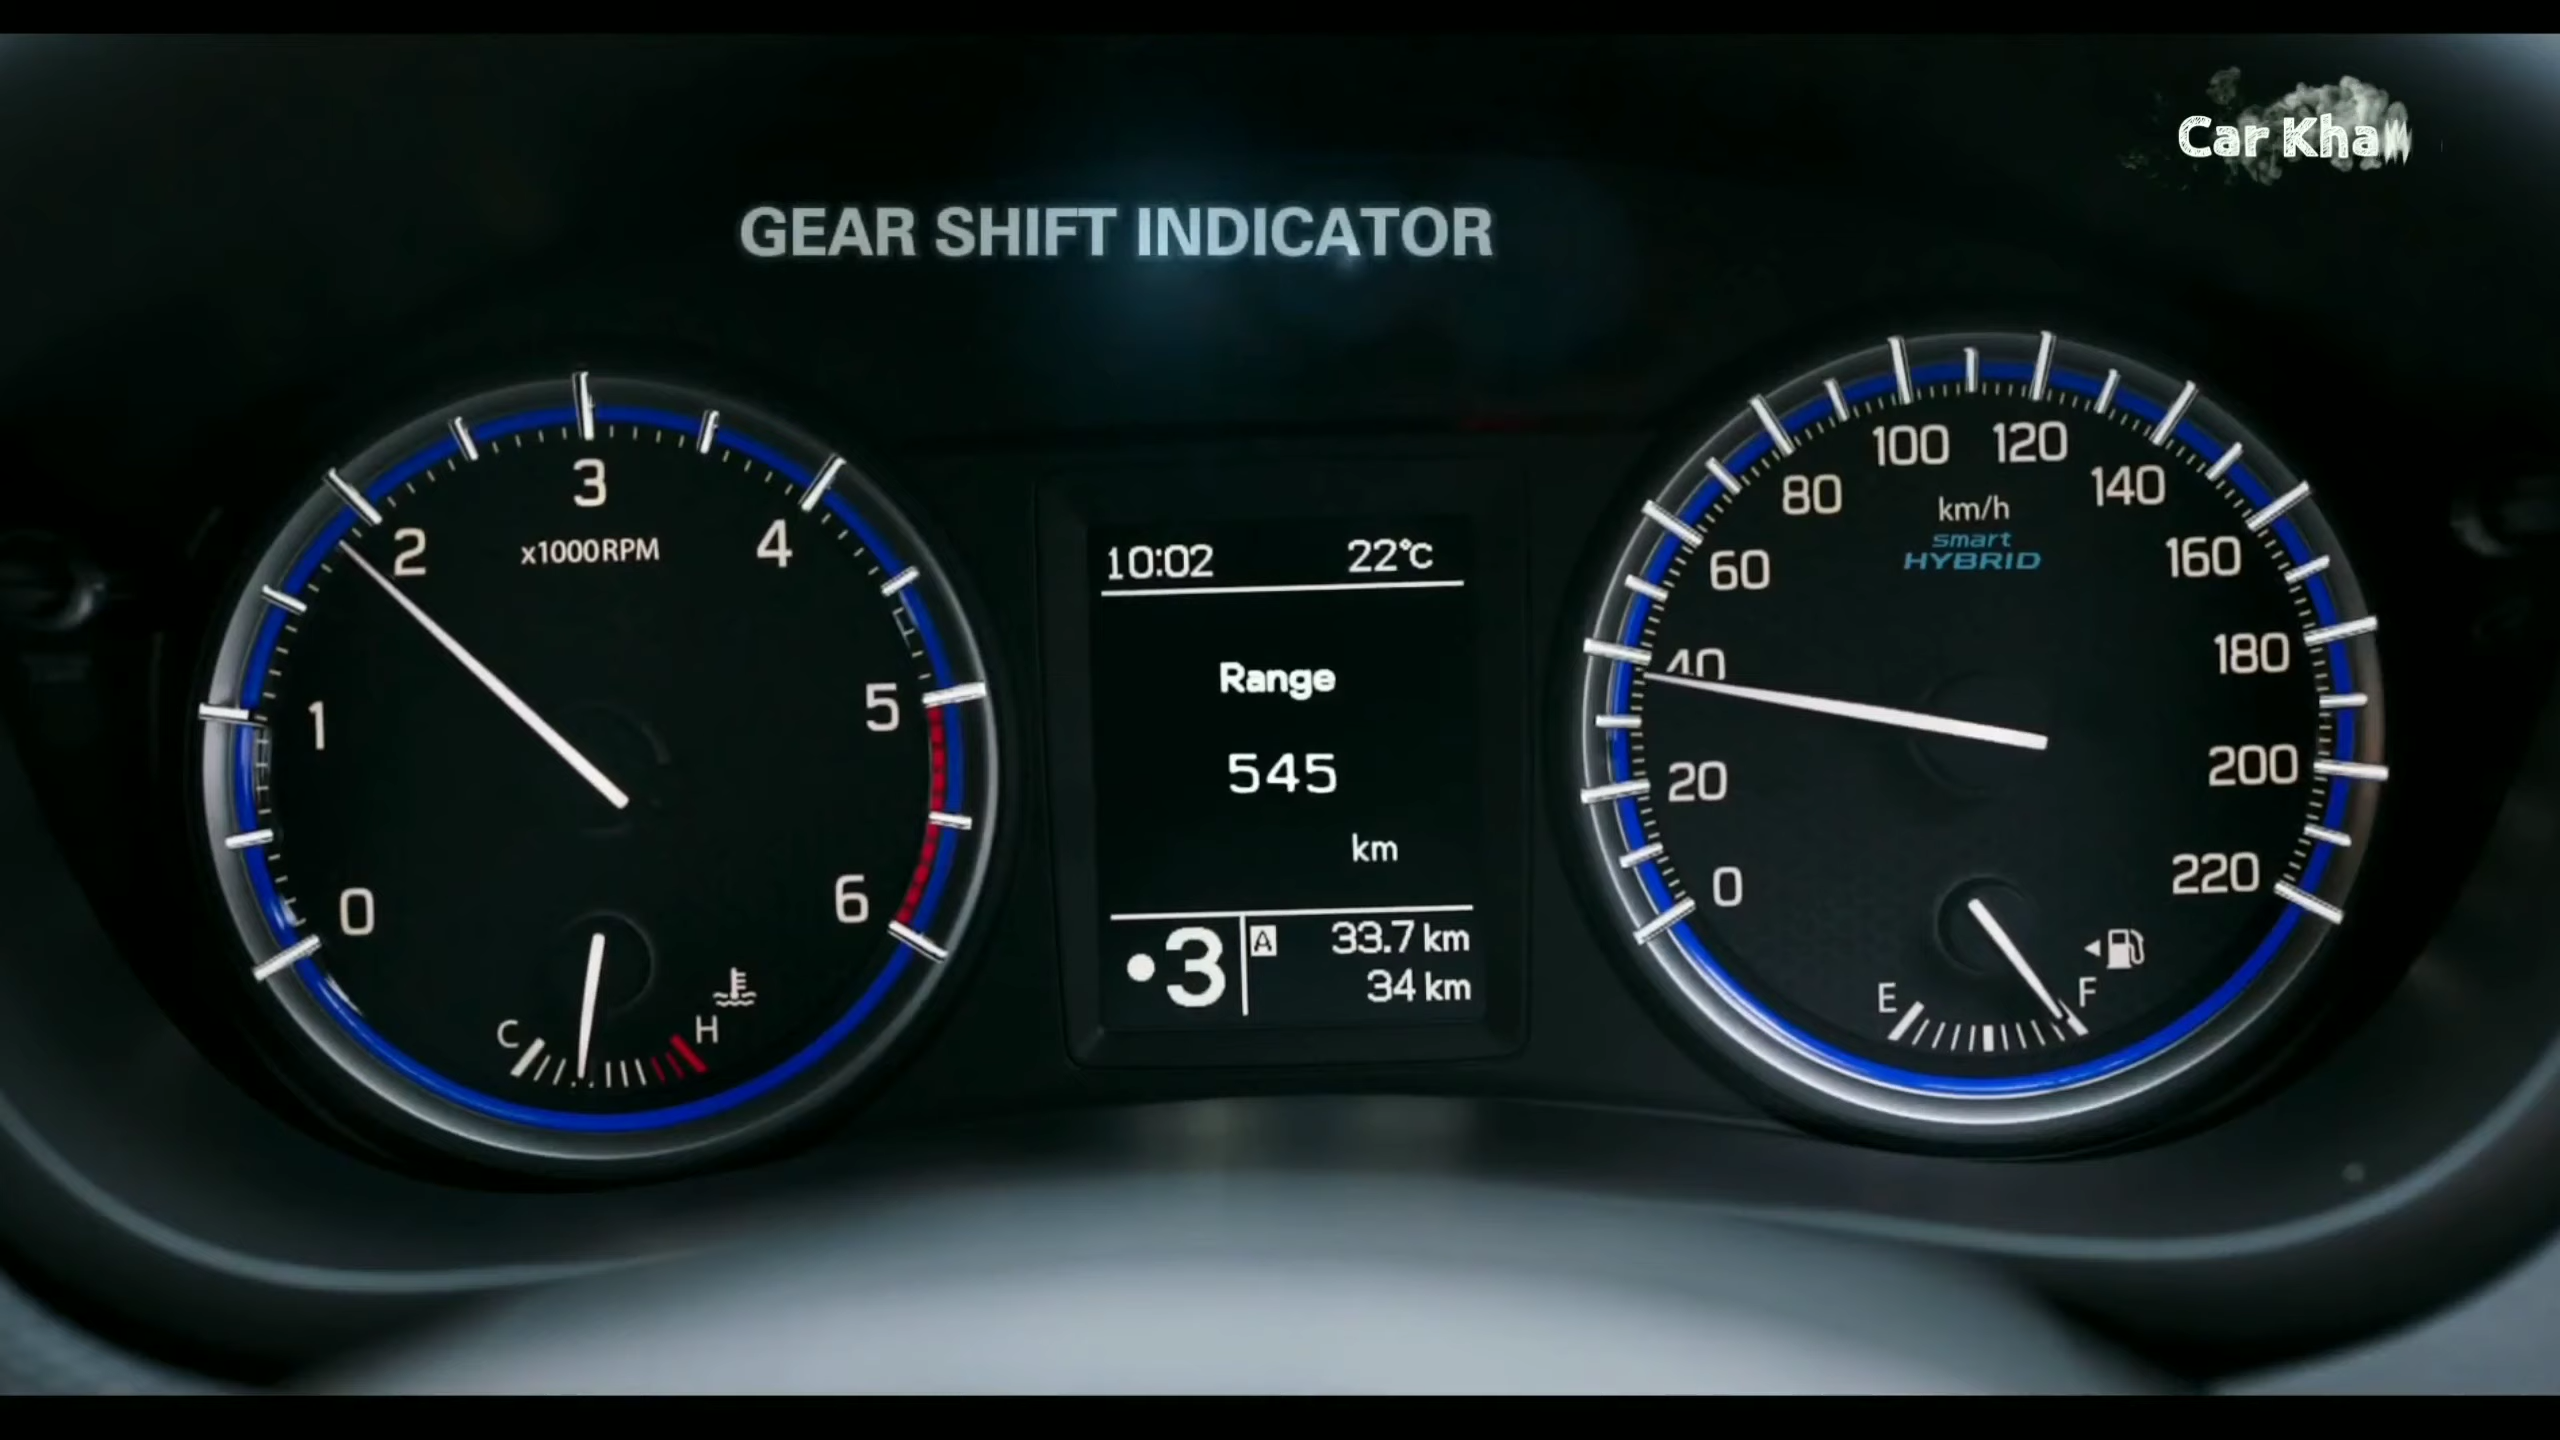 Car Kha
GEAR SHIFT INDICATOR
0
1
2
3
4
5
6
x1000RPM
C
H
10:02 22°C
Range
545
km
•3
A 33.7 km
34 km
0
20
40
60
80
100
120
140
160
180
200
220
km/h
smart
HYBRID
E
F